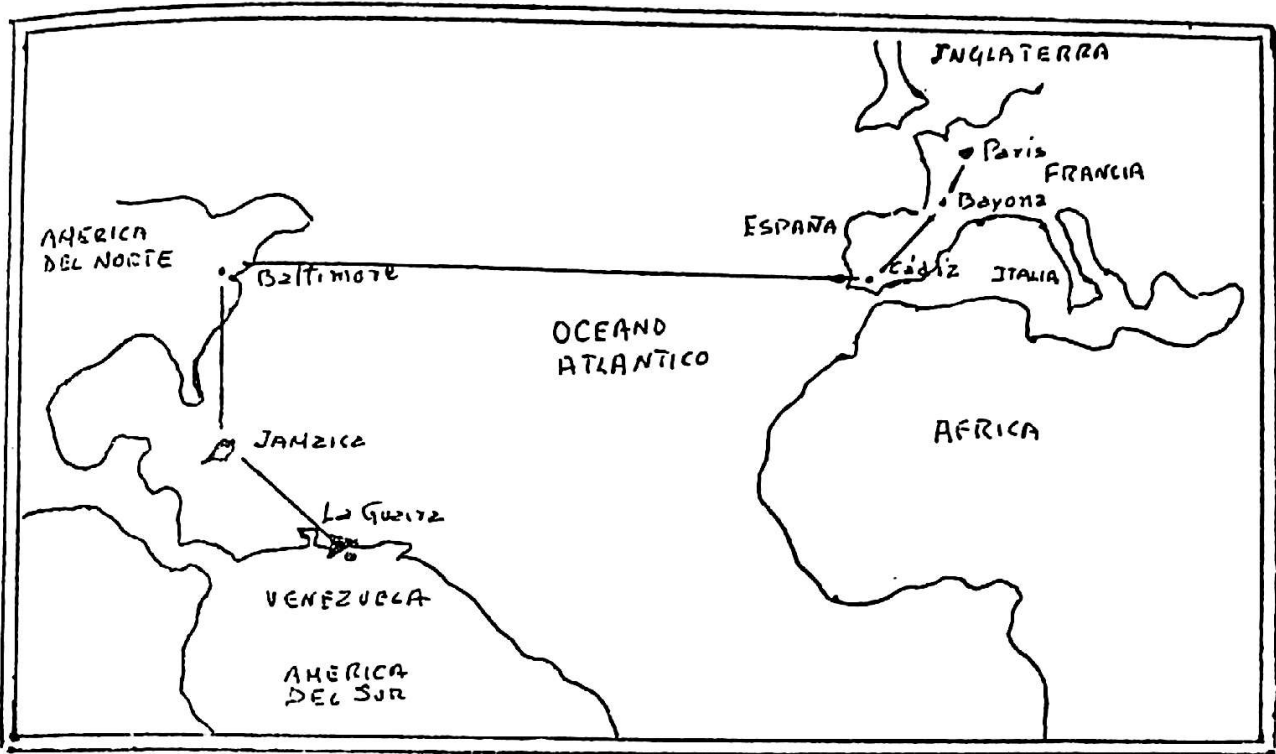 INGLATERRA
Paris
FRANCIA
Bayona
ESPAÑA
AMERICA
DEL NORTE
Baltimore
Cádiz
ITALIA
OCEANO
ATLANTICO
AFRICA
JAMAICA
La Guaira
VENEZUELA
AMERICA
DEL SUR